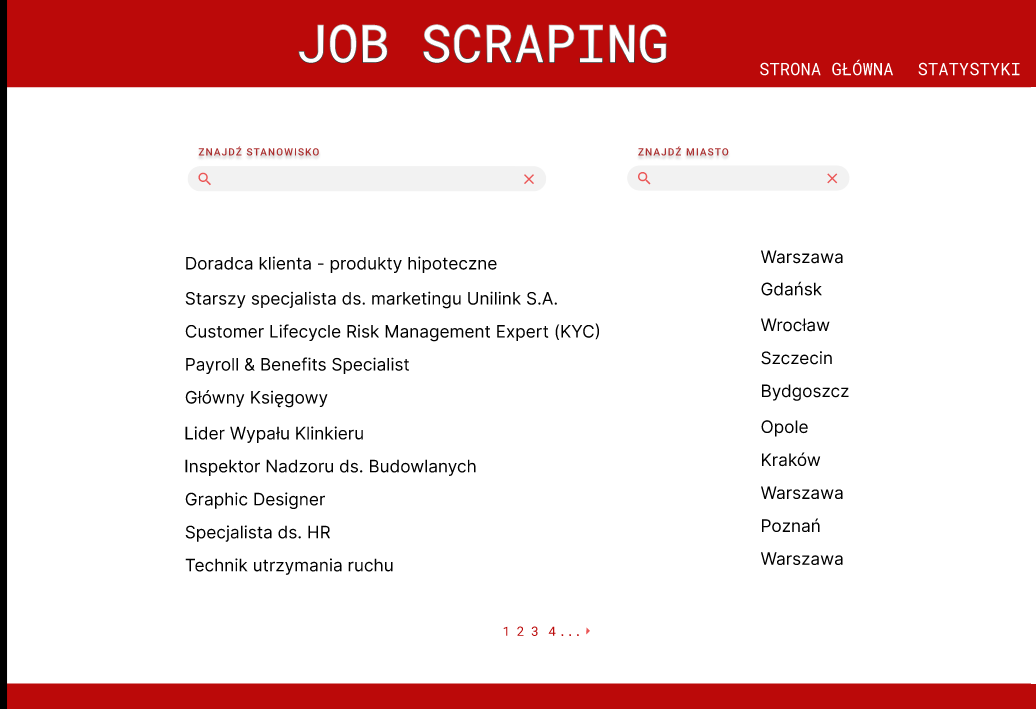 JOB SCRAPING
STRONA GŁÓWNA STATYSTYKI
ZNAJDŹ STANOWISKO ZNAJDŹ MIASTO
Doradca klienta - produkty hipoteczne Warszawa
Starszy specjalista ds. marketingu Unilink S.A. Gdańsk
Customer Lifecycle Risk Management Expert (KYC) Wrocław
Payroll & Benefits Specialist Szczecin
Główny Księgowy Bydgoszcz
Lider Wypału Klinkieru Opole
Inspektor Nadzoru ds. Budowlanych Kraków
Graphic Designer Warszawa
Specjalista ds. HR Poznań
Technik utrzymania ruchu Warszawa
1 2 3 4...